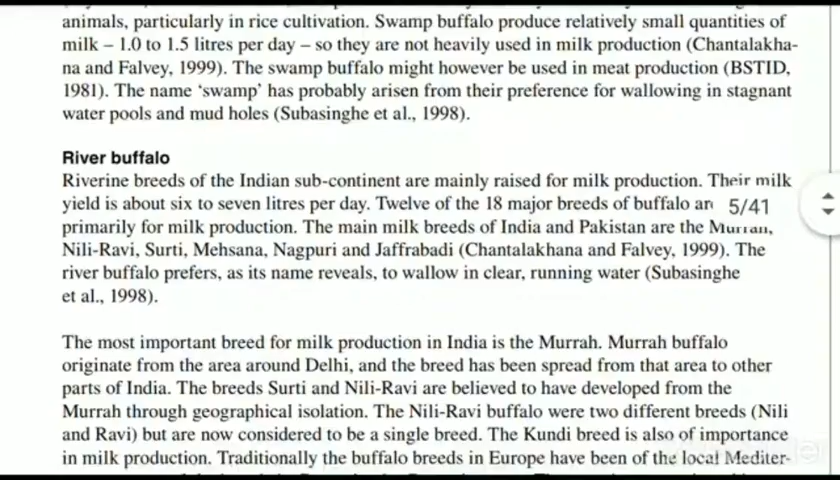 animals, particularly in rice cultivation. Swamp buffalo produce relatively small quantities of
milk – 1.0 to 1.5 litres per day – so they are not heavily used in milk production (Chantalakha-
na and Falvey, 1999). The swamp buffalo might however be used in meat production (BSTID,
1981). The name ‘swamp’ has probably arisen from their preference for wallowing in stagnant
water pools and mud holes (Subasinghe et al., 1998).
River buffalo
Riverine breeds of the Indian sub-continent are mainly raised for milk production. Their milk
yield is about six to seven litres per day. Twelve of the 18 major breeds of buffalo
5/41
primarily for milk production. The main milk breeds of India and Pakistan are the Murrah,
Nili-Ravi, Surti, Mehsana, Nagpuri and Jaffrabadi (Chantalakhana and Falvey, 1999). The
river buffalo prefers, as its name reveals, to wallow in clear, running water (Subasinghe
et al., 1998).
The most important breed for milk production in India is the Murrah. Murrah buffalo
originate from the area around Delhi, and the breed has been spread from that area to other
parts of India. The breeds Surti and Nili-Ravi are believed to have developed from the
Murrah through geographical isolation. The Nili-Ravi buffalo were two different breeds (Nili
and Ravi) but are now considered to be a single breed. The Kundi breed is also of importance
in milk production. Traditionally the buffalo breeds in Europe have been of the local Mediter-